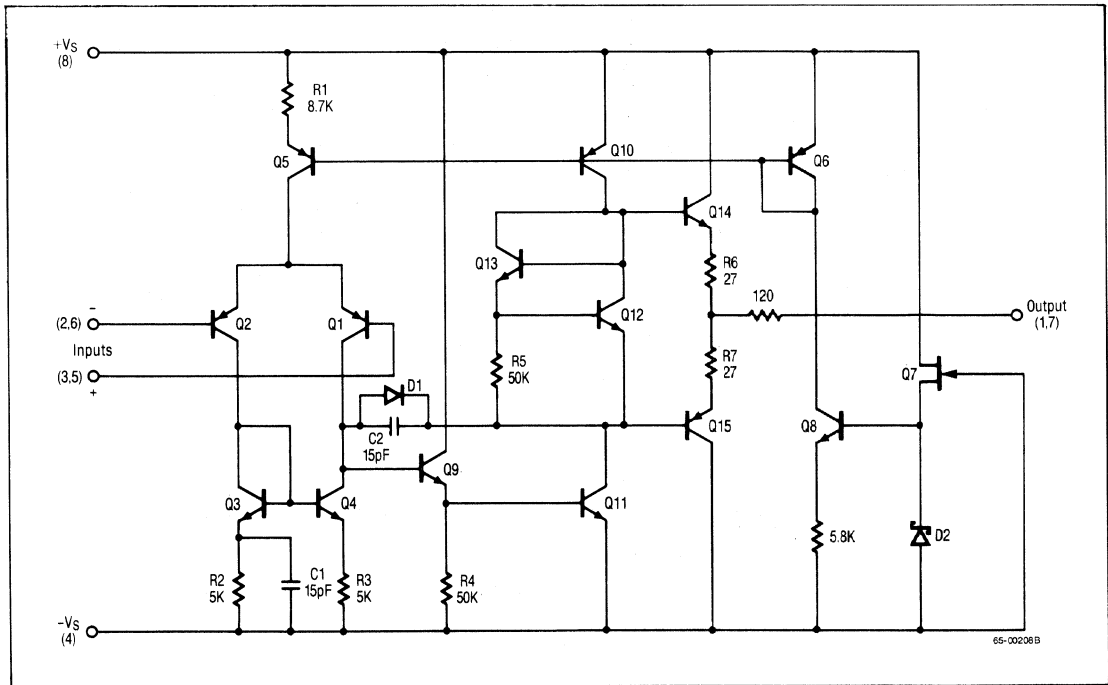 +VS
(8)
R1
8.7K
Q5
Q10
Q6
Q14
Q13
R6
27
120
Output
(1,7)
−
(2,6)
Q2
Q1
Inputs
(3,5)
+
Q12
R5
50K
R7
27
Q7
D1
C2
15pF
Q15
Q8
Q9
Q3
Q4
Q11
5.8K
D2
R2
5K
C1
15pF
R3
5K
R4
50K
−VS
(4)
65-00208B